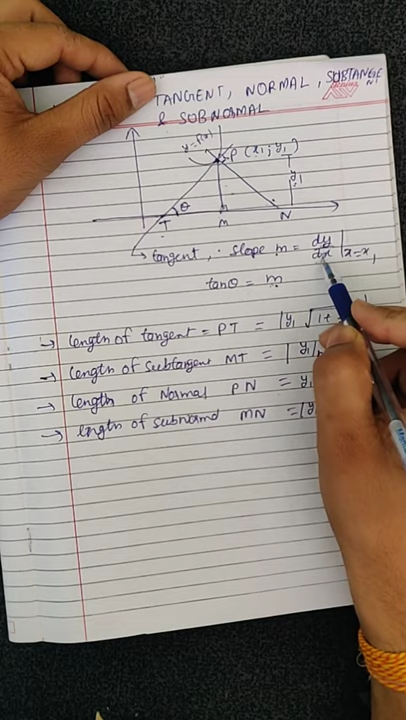 TANGENT, NORMAL, SUBTANGE
& SUBNORMAL
y=f(x)
P (x₁, y₁)
y₁
θ
T
M
N
tangent, slope m = dy/dx | x=x₁
tanθ = m
→ length of tangent = PT = |y₁ √1+
→ length of Subtangent MT = |y₁/
→ length of Normal PN = y₁
→ length of subnormal MN = |y